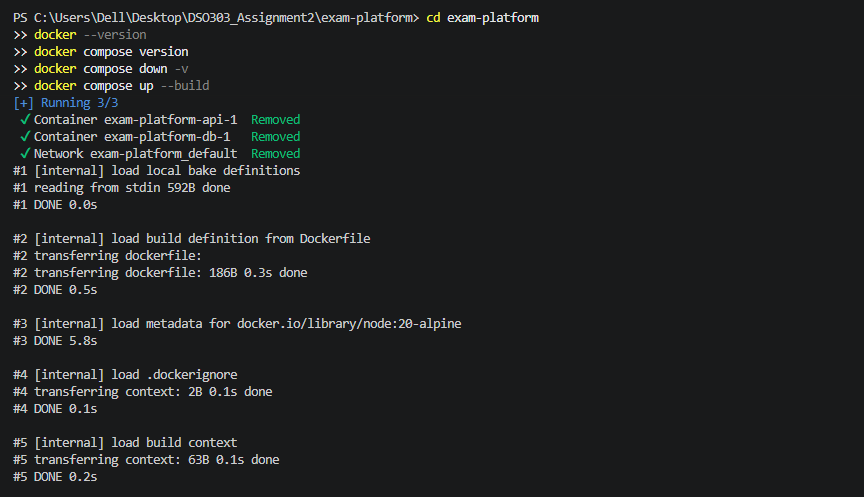 PS C:\Users\Dell\Desktop\DSO303_Assignment2\exam-platform> cd exam-platform
>> docker --version
>> docker compose version
>> docker compose down -v
>> docker compose up --build
[+] Running 3/3
✔ Container exam-platform-api-1 Removed
✔ Container exam-platform-db-1 Removed
✔ Network exam-platform_default Removed
#1 [internal] load local bake definitions
#1 reading from stdin 592B done
#1 DONE 0.0s
#2 [internal] load build definition from Dockerfile
#2 transferring dockerfile:
#2 transferring dockerfile: 186B 0.3s done
#2 DONE 0.5s
#3 [internal] load metadata for docker.io/library/node:20-alpine
#3 DONE 5.8s
#4 [internal] load .dockerignore
#4 transferring context: 2B 0.1s done
#4 DONE 0.1s
#5 [internal] load build context
#5 transferring context: 63B 0.1s done
#5 DONE 0.2s